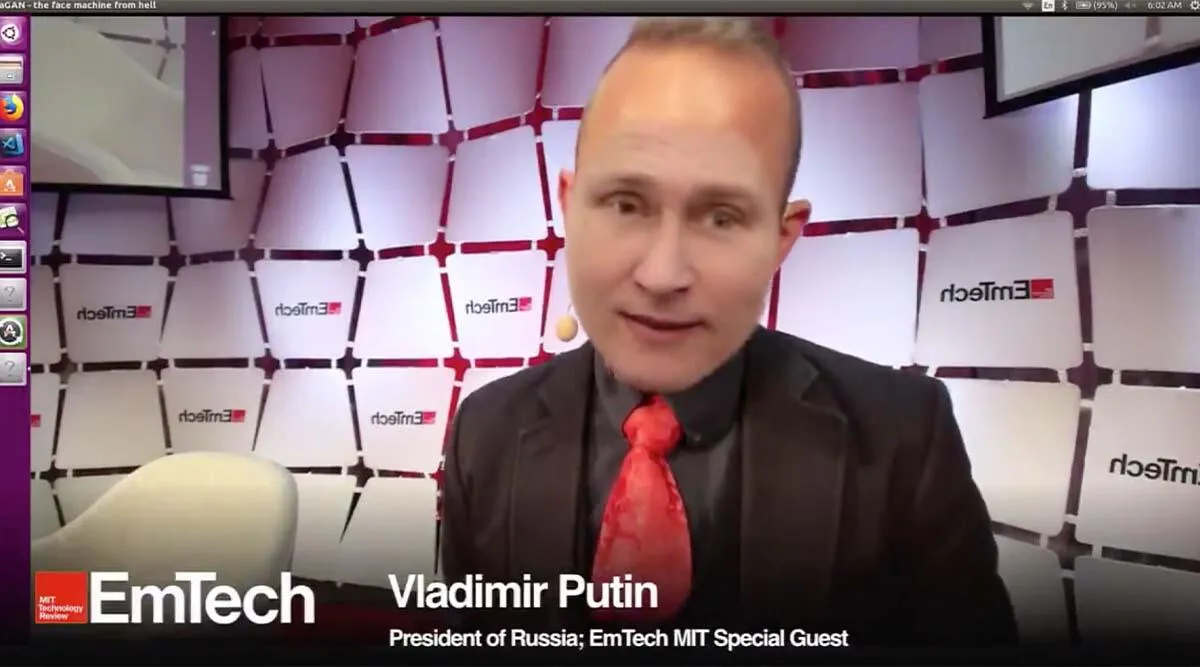 aGAN - the face machine from hell
En
(95%)
6:02 AM
EmTech
EmTech
EmTech
EmTech
EmTech
EmTech
EmTech
MIT
Technology
Review
EmTech
Vladimir Putin
President of Russia; EmTech MIT Special Guest